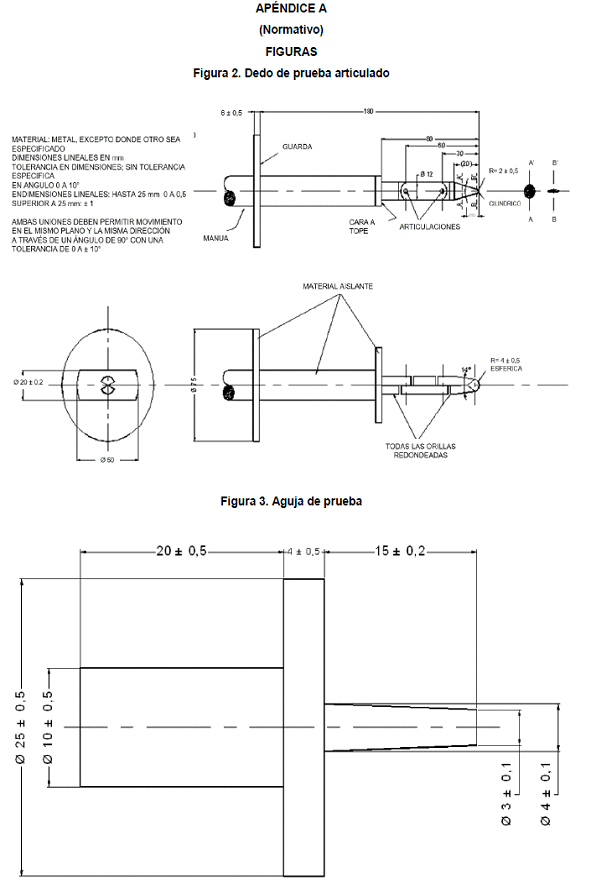 APÉNDICE A
(Normativo)
FIGURAS
Figura 2. Dedo de prueba articulado
6 ± 0,5
180
MATERIAL: METAL, EXCEPTO DONDE OTRO SEA
ESPECIFICADO
DIMENSIONES LINEALES EN mm
TOLERANCIA EN DIMENSIONES; SIN TOLERANCIA
ESPECIFICA
EN ANGULO 0 A 10°
ENDIMENSIONES LINEALES: HASTA 25 mm 0 A 0,5
SUPERIOR A 25 mm: ± 1
AMBAS UNIONES DEBEN PERMITIR MOVIMIENTO
EN EL MISMO PLANO Y LA MISMA DIRECCIÓN
A TRAVÉS DE UN ÁNGULO DE 90° CON UNA
TOLERANCIA DE 0 A ± 10°
)
GUARDA
80
60
30
(20)
Ø 12
A' B'
R= 2 ± 0,5
CILINDRICO
A B
A' B'
A B
MANUA
CARA A
TOPE
ARTICULACIONES
MATERIAL AISLANTE
Ø 20 ± 0,2
Ø 50
Ø 75
14°
R= 4 ± 0,5
ESFERICA
TODAS LAS ORILLAS
REDONDEADAS
Figura 3. Aguja de prueba
20 ± 0,5
4 ± 0,5
15 ± 0,2
Ø 25 ± 0,5
Ø 10 ± 0,5
Ø 3 ± 0,1
Ø 4 ± 0,1